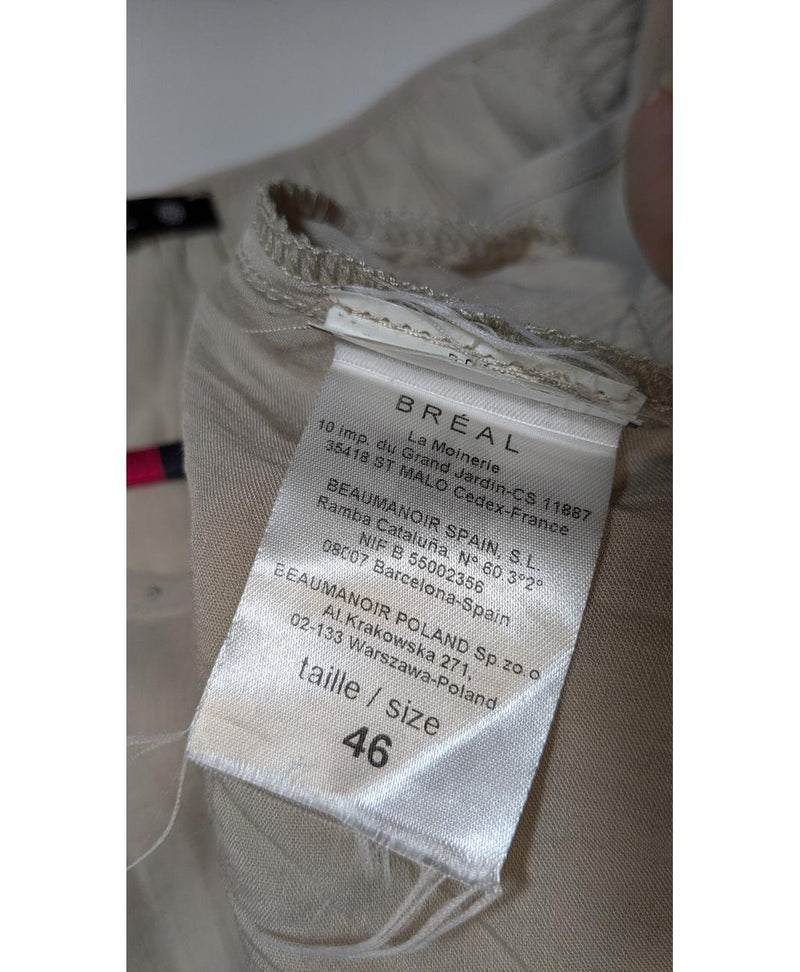 BRÉAL
La Moinerie
10 imp. du Grand Jardin-CS 11887
35418 ST MALO Cedex-France
BEAUMANOIR SPAIN, S.L.
Ramba Cataluña, Nº 60 3º2º
NIF B 55002356
08007 Barcelona-Spain
BEAUMANOIR POLAND Sp.zo.o
Al.Krakowska 271,
02-133 Warszawa-Poland
taille / size
46